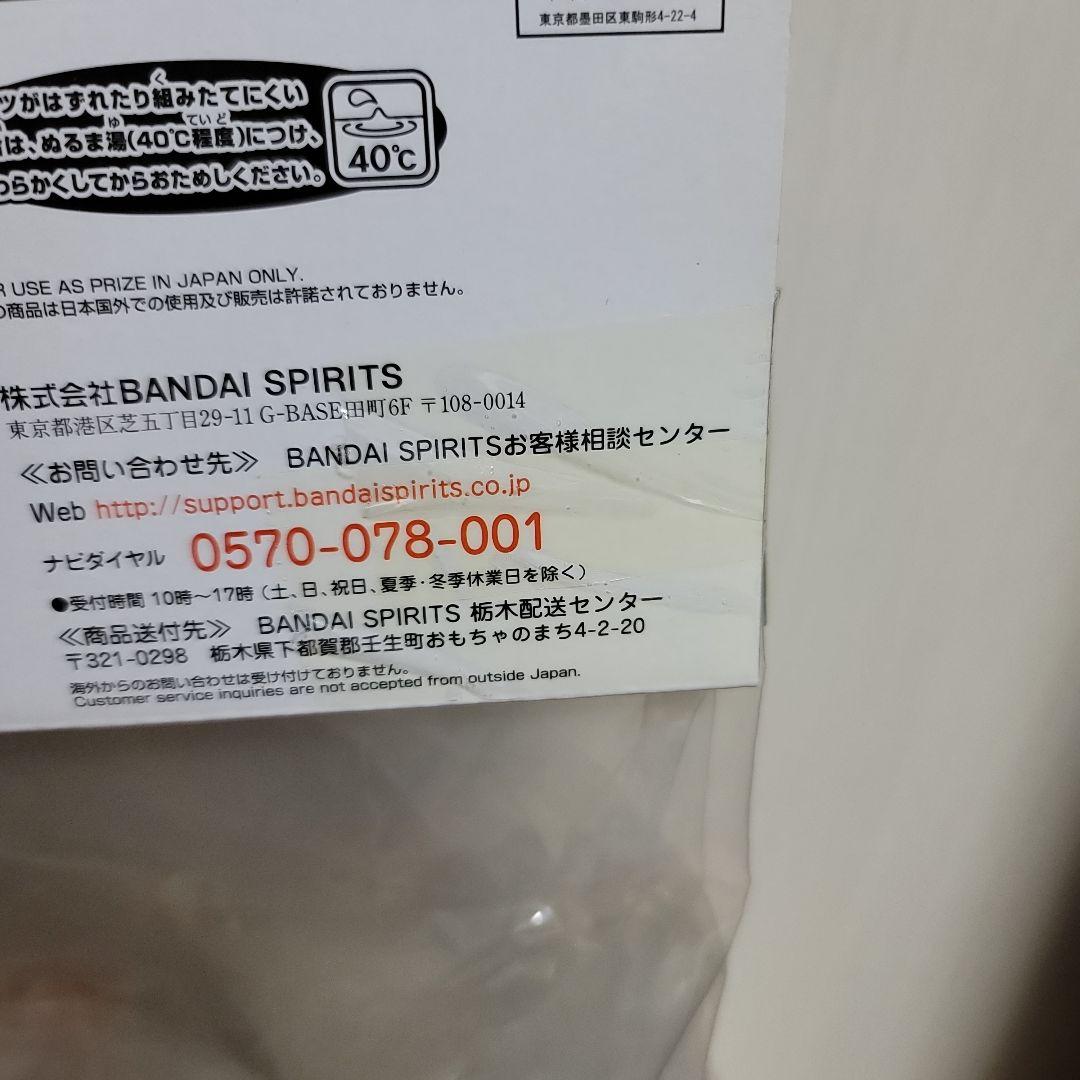 東京都墨田区東駒形4-22-4
ツがはずれたり組みたてにくい
は、ぬるま湯(40℃程度)につけ、
わらかくしてからおためしください。
40℃
R USE AS PRIZE IN JAPAN ONLY.
の商品は日本国外での使用及び販売は許諾されておりません。
株式会社BANDAI SPIRITS
東京都港区芝五丁目29-11 G-BASE田町6F 〒108-0014
≪お問い合わせ先≫ BANDAI SPIRITSお客様相談センター
Web http://support.bandaispirits.co.jp
ナビダイヤル 0570-078-001
●受付時間 10時〜17時（土、日、祝日、夏季・冬季休業日を除く）
≪商品送付先≫ BANDAI SPIRITS 栃木配送センター
〒321-0298 栃木県下都賀郡壬生町おもちゃのまち4-2-20
海外からのお問い合わせは受け付けておりません。
Customer service inquiries are not accepted from outside Japan.